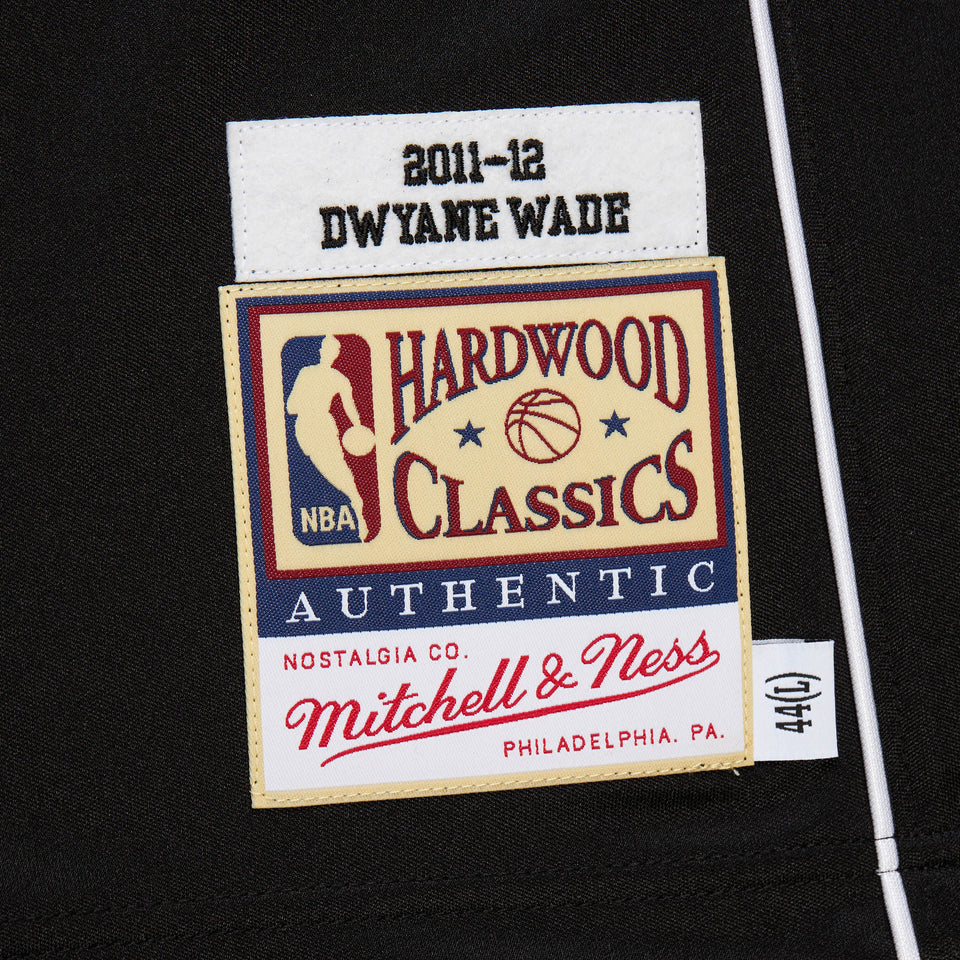 2011-12
DWYANE WADE
HARDWOOD
CLASSICS
NBA
AUTHENTIC
NOSTALGIA CO.
Mitchell & Ness
PHILADELPHIA, PA.
44(L)